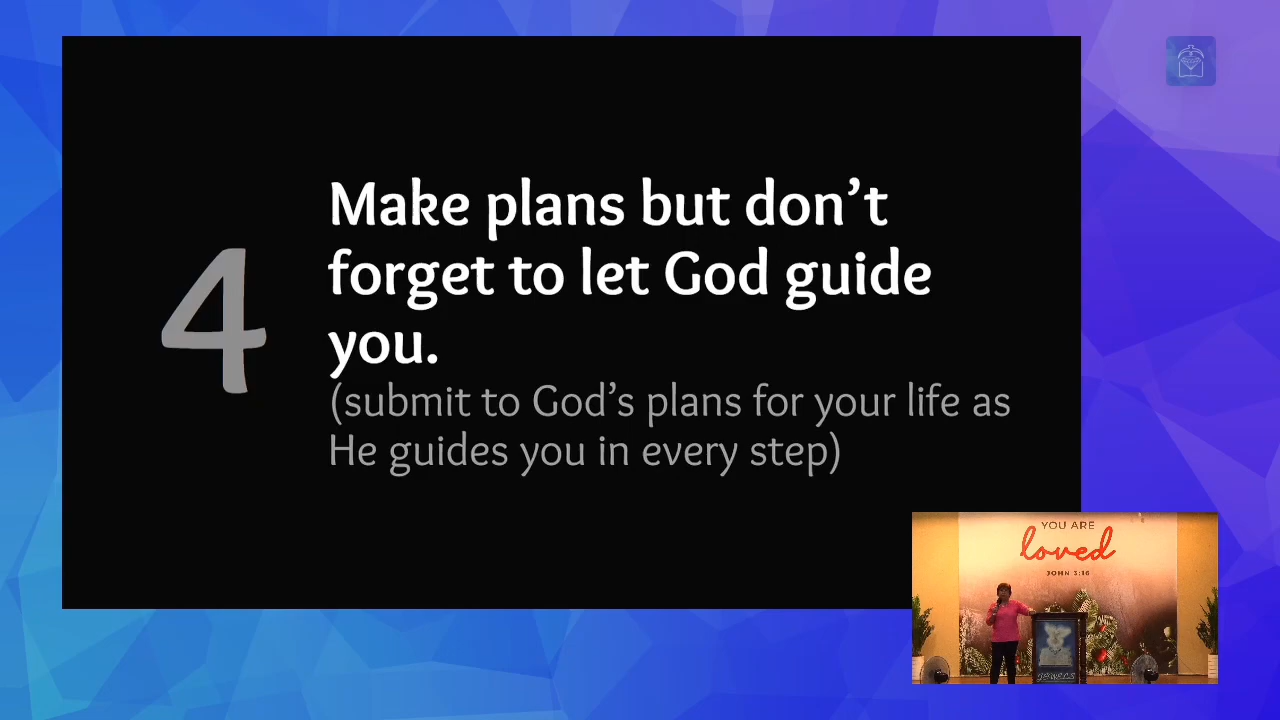 4
Make plans but don’t
forget to let God guide
you.
(submit to God’s plans for your life as
He guides you in every step)
YOU ARE
loved
JOHN 3:16
JEWELS